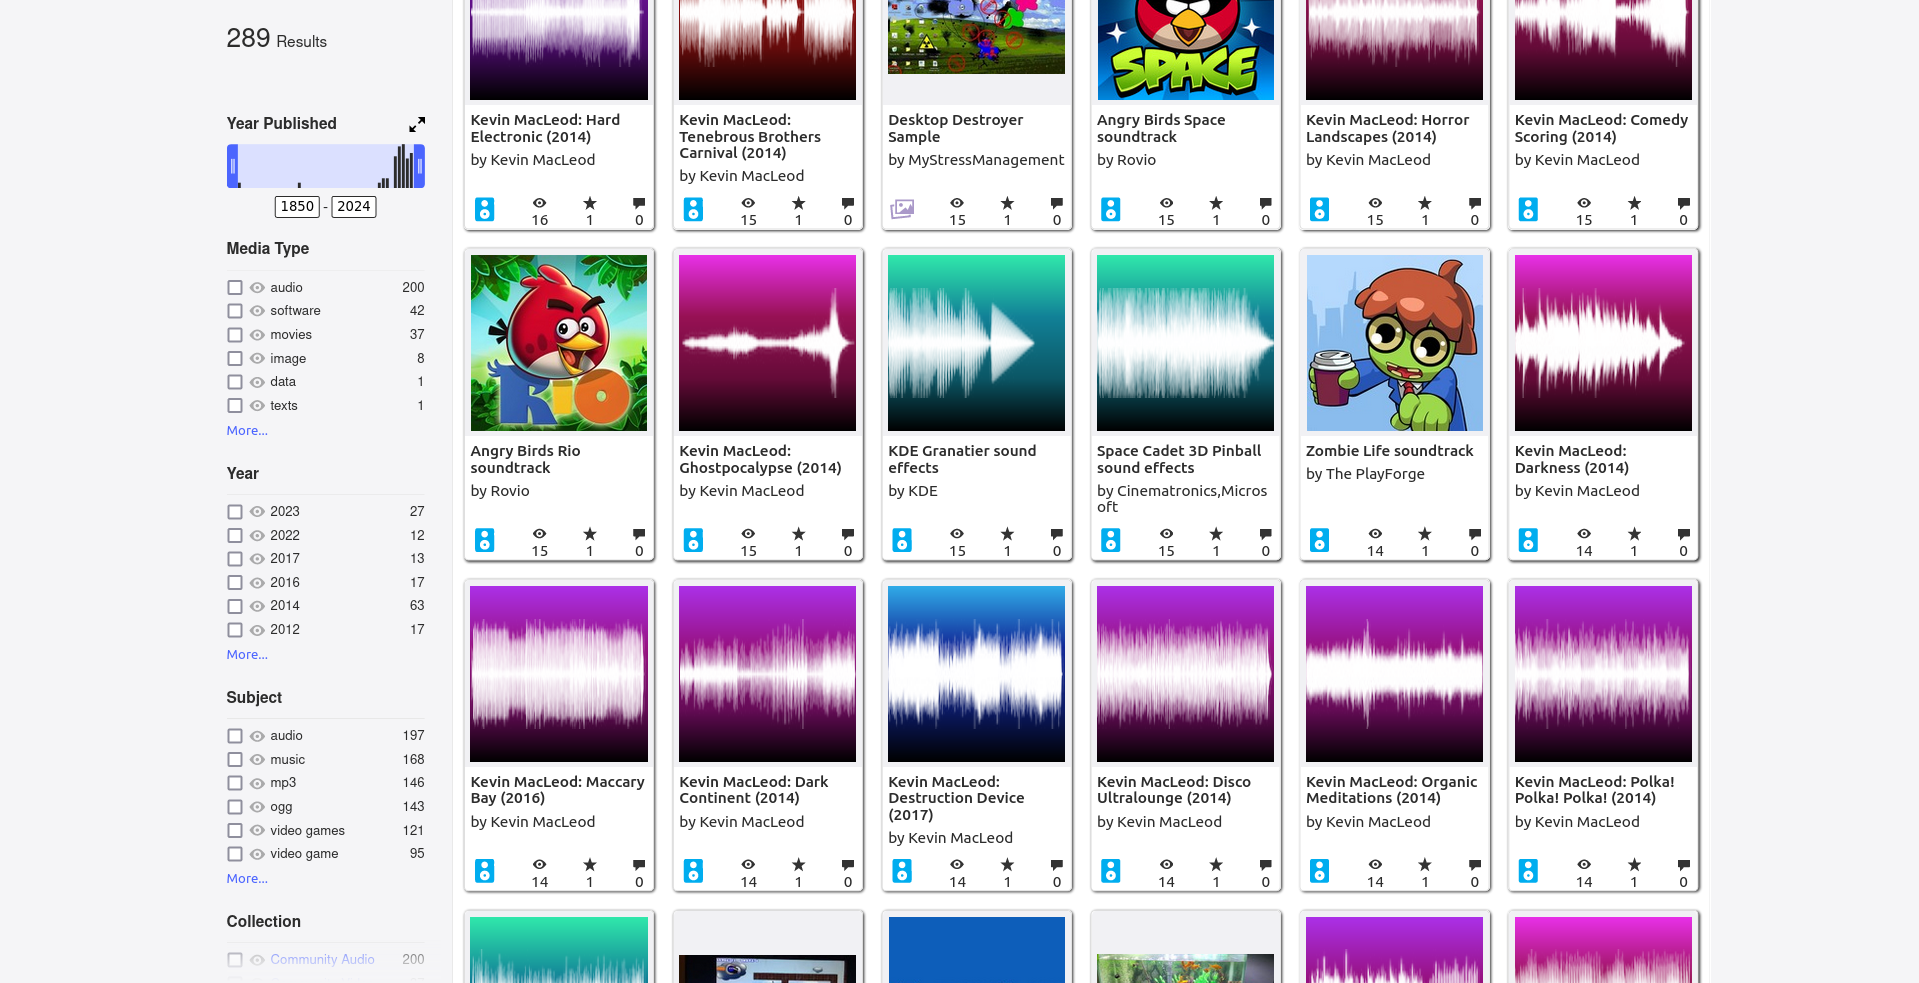 289 Results
Year Published
1850 - 2024
Media Type
audio 200
software 42
movies 37
image 8
data 1
texts 1
More...
Year
2023 27
2022 12
2017 13
2016 17
2014 63
2012 17
More...
Subject
audio 197
music 168
mp3 146
ogg 143
video games 121
video game 95
More...
Collection
Community Audio 200
Kevin MacLeod: Hard
Electronic (2014)
by Kevin MacLeod
16 1 0
Kevin MacLeod:
Tenebrous Brothers
Carnival (2014)
by Kevin MacLeod
15 1 0
Desktop Destroyer
Sample
by MyStressManagement
15 1 0
SPACE
Angry Birds Space
soundtrack
by Rovio
15 1 0
Kevin MacLeod: Horror
Landscapes (2014)
by Kevin MacLeod
15 1 0
Kevin MacLeod: Comedy
Scoring (2014)
by Kevin MacLeod
15 1 0
RIO
Angry Birds Rio
soundtrack
by Rovio
15 1 0
Kevin MacLeod:
Ghostpocalypse (2014)
by Kevin MacLeod
15 1 0
KDE Granatier sound
effects
by KDE
15 1 0
Space Cadet 3D Pinball
sound effects
by Cinematronics,Micros
oft
15 1 0
Zombie Life soundtrack
by The PlayForge
14 1 0
Kevin MacLeod:
Darkness (2014)
by Kevin MacLeod
14 1 0
Kevin MacLeod: Maccary
Bay (2016)
by Kevin MacLeod
14 1 0
Kevin MacLeod: Dark
Continent (2014)
by Kevin MacLeod
14 1 0
Kevin MacLeod:
Destruction Device
(2017)
by Kevin MacLeod
14 1 0
Kevin MacLeod: Disco
Ultralounge (2014)
by Kevin MacLeod
14 1 0
Kevin MacLeod: Organic
Meditations (2014)
by Kevin MacLeod
14 1 0
Kevin MacLeod: Polka!
Polka! Polka! (2014)
by Kevin MacLeod
14 1 0